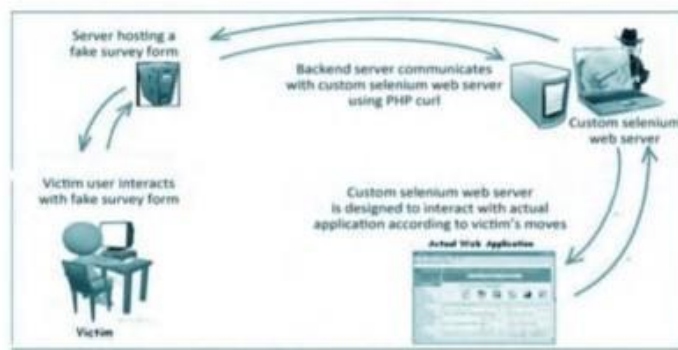 Server hosting a
fake survey form
Backend server communicates
with custom selenium web server
using PHP curl
Custom selenium
web server
Victim user interacts
with fake survey form
Custom selenium web server
is designed to interact with actual
application according to victim's moves
Actual Web Application
Victim